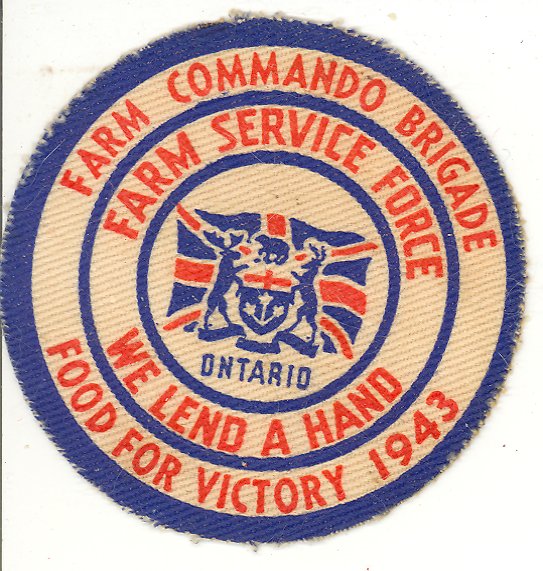 FARM COMMANDO BRIGADE
FARM SERVICE FORCE
ONTARIO
WE LEND A HAND
FOOD FOR VICTORY 1943